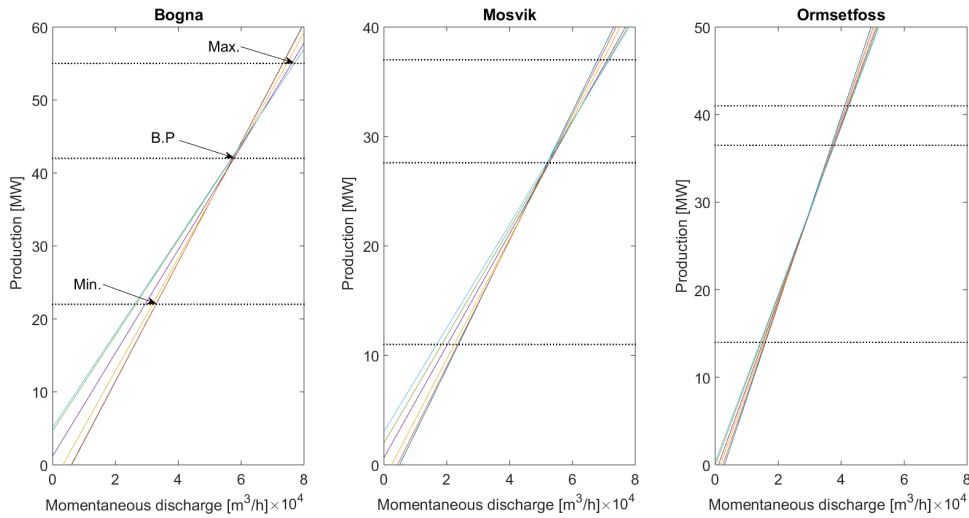 Bogna
60
50
40
30
20
10
0
Production [MW]
Max.
B.P
Min.
0 2 4 6 8
Momentaneous discharge [m³/h] ×10⁴
Mosvik
40
30
20
10
0
Production [MW]
0 2 4 6 8
Momentaneous discharge [m³/h] ×10⁴
Ormsetfoss
50
40
30
20
10
0
Production [MW]
0 2 4 6 8
Momentaneous discharge [m³/h] ×10⁴